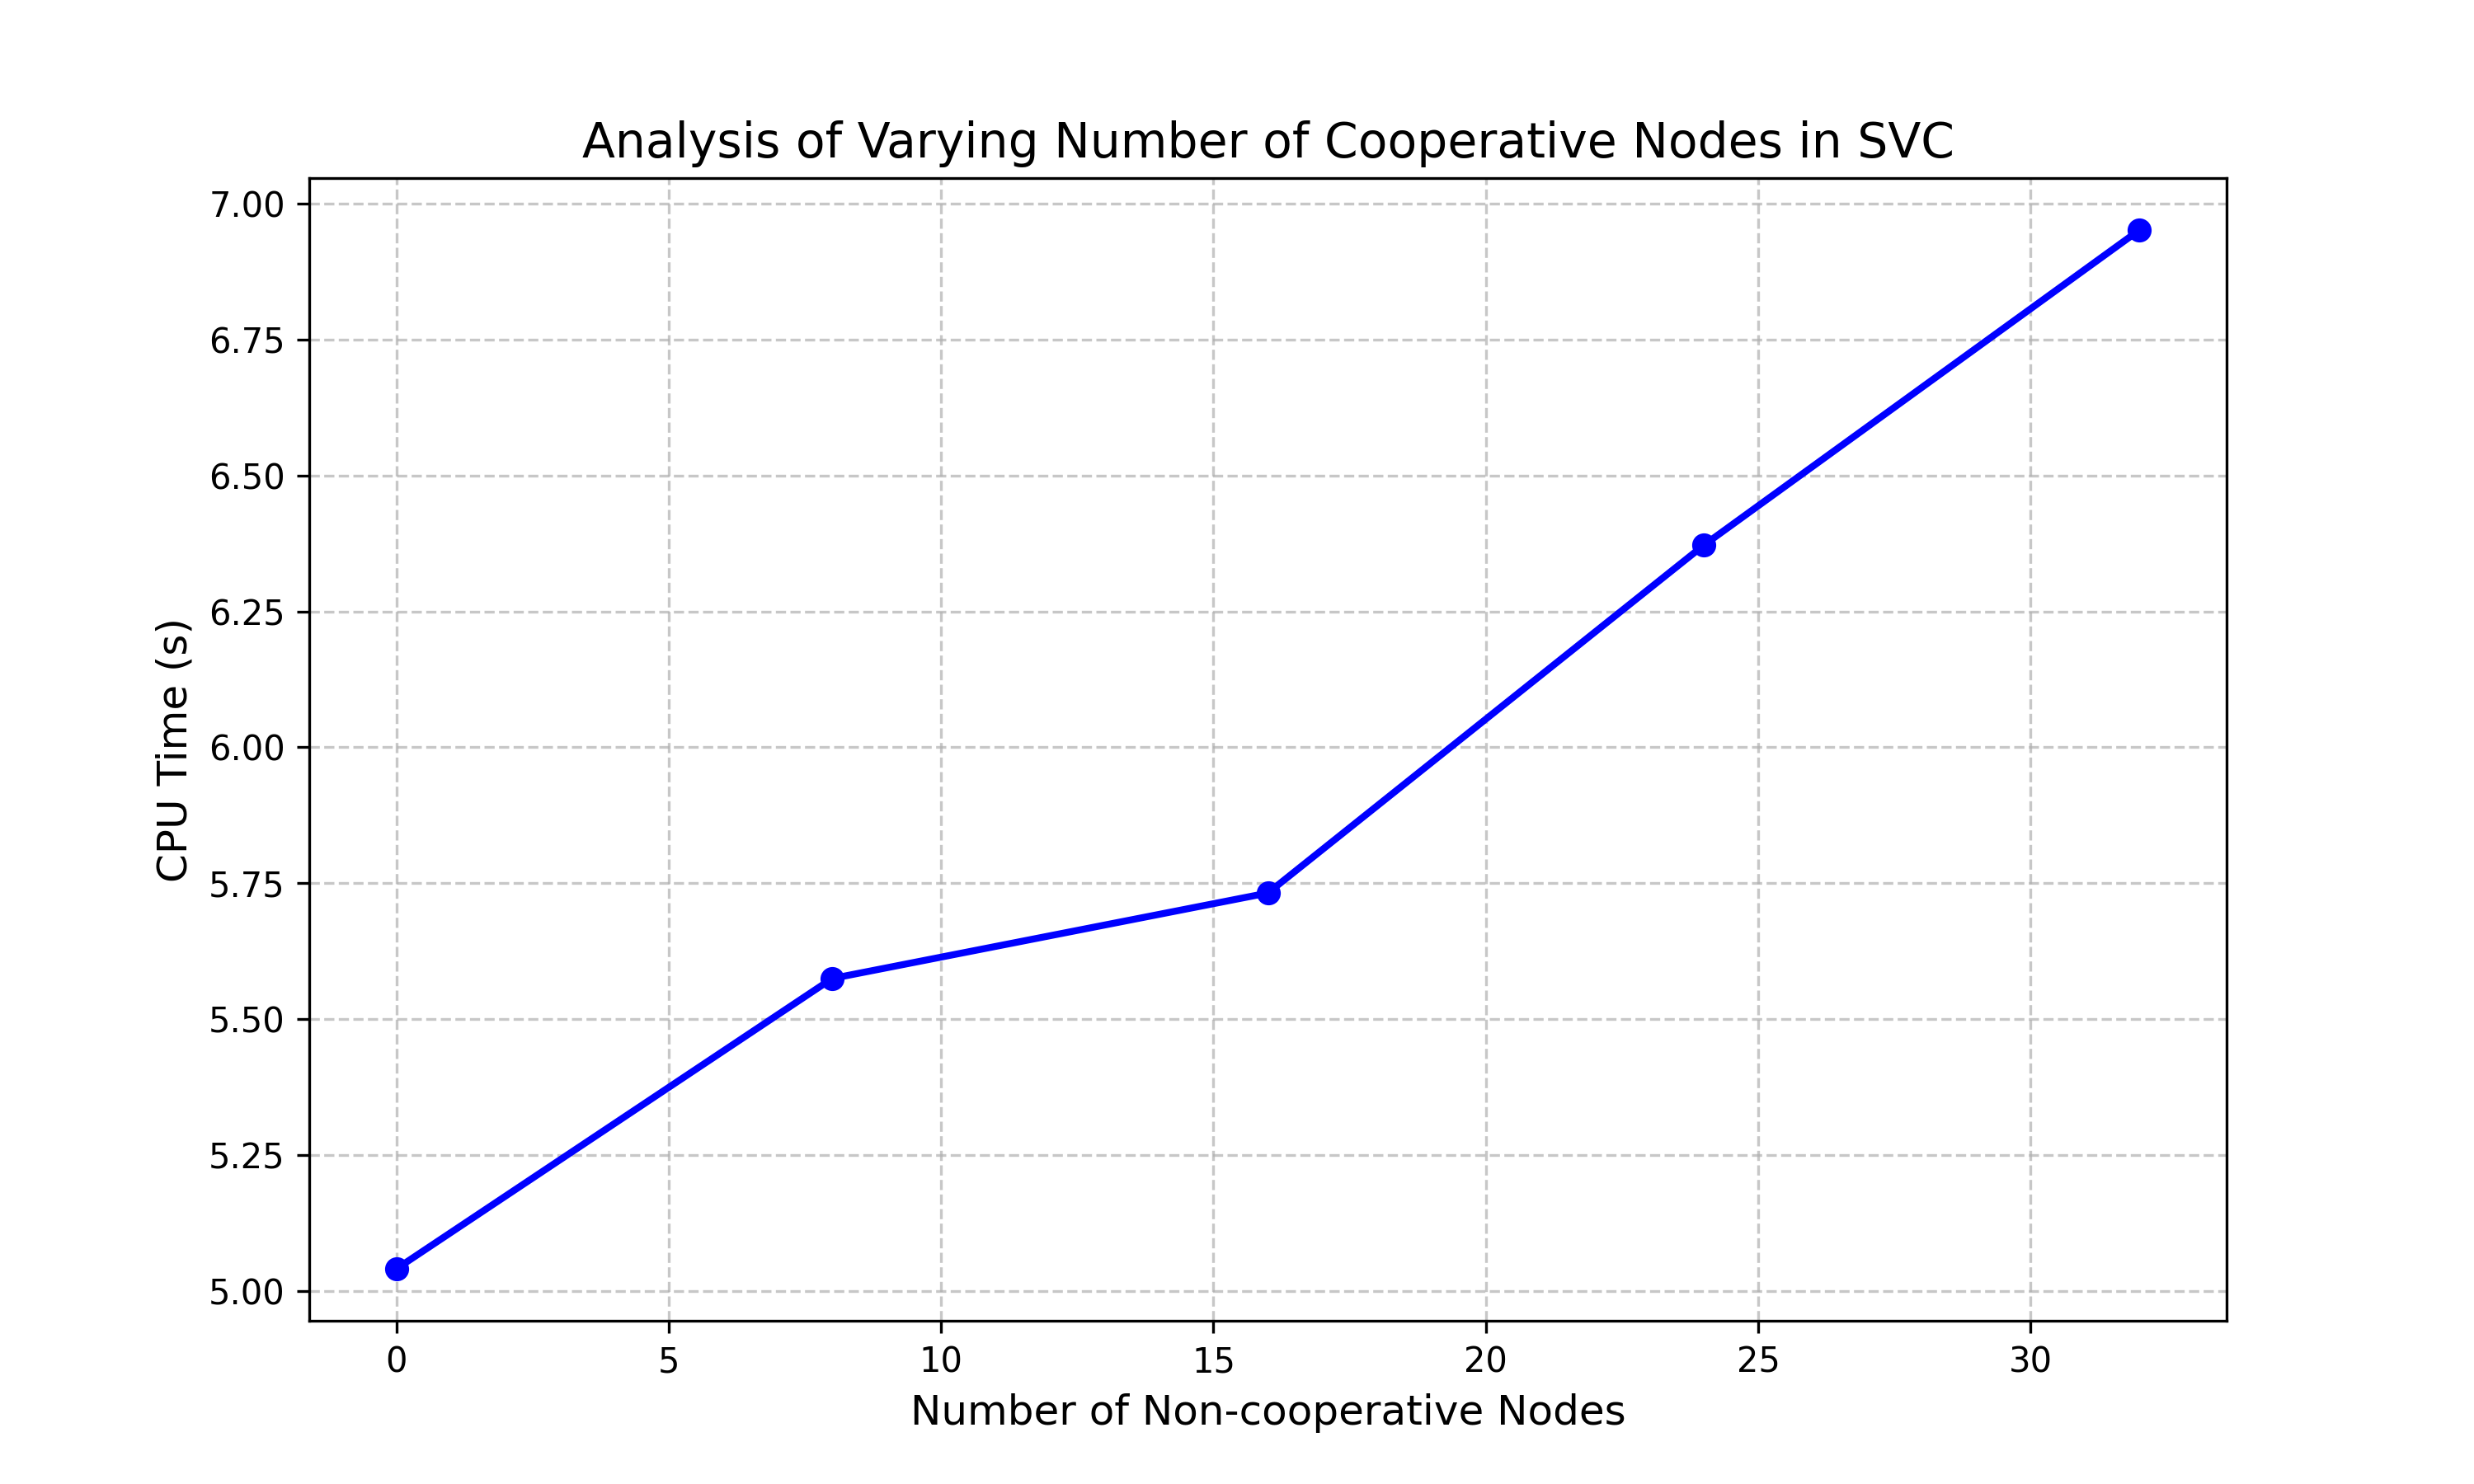 Analysis of Varying Number of Cooperative Nodes in SVC
7.00
6.75
6.50
6.25
6.00
5.75
5.50
5.25
5.00
CPU Time (s)
0 5 10 15 20 25 30
Number of Non-cooperative Nodes